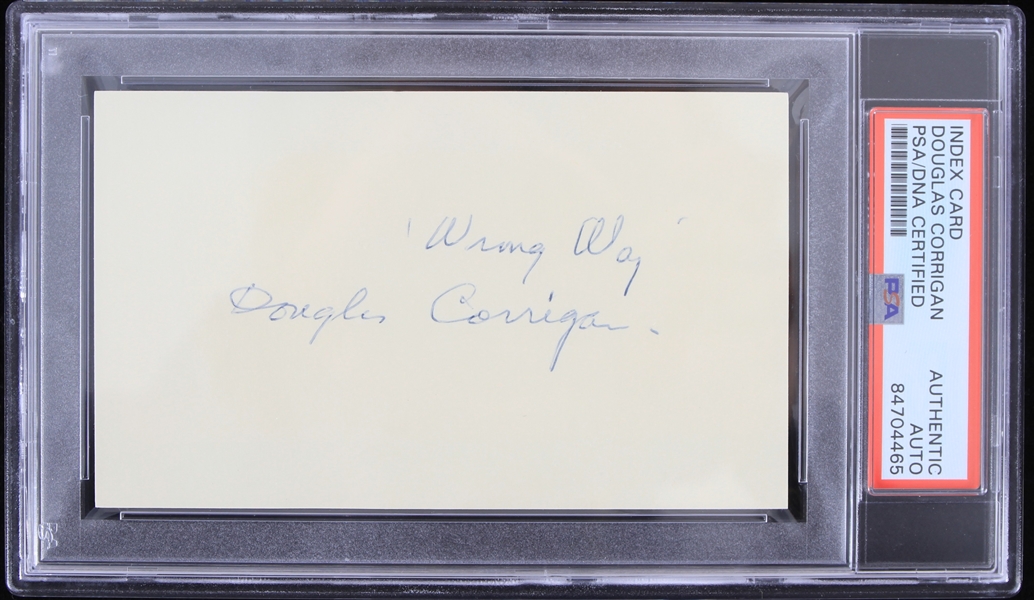 'Wrong Way'
Douglas Corrigan.
INDEX CARD
DOUGLAS CORRIGAN
PSA/DNA CERTIFIED
PSA
AUTHENTIC
AUTO
84704465